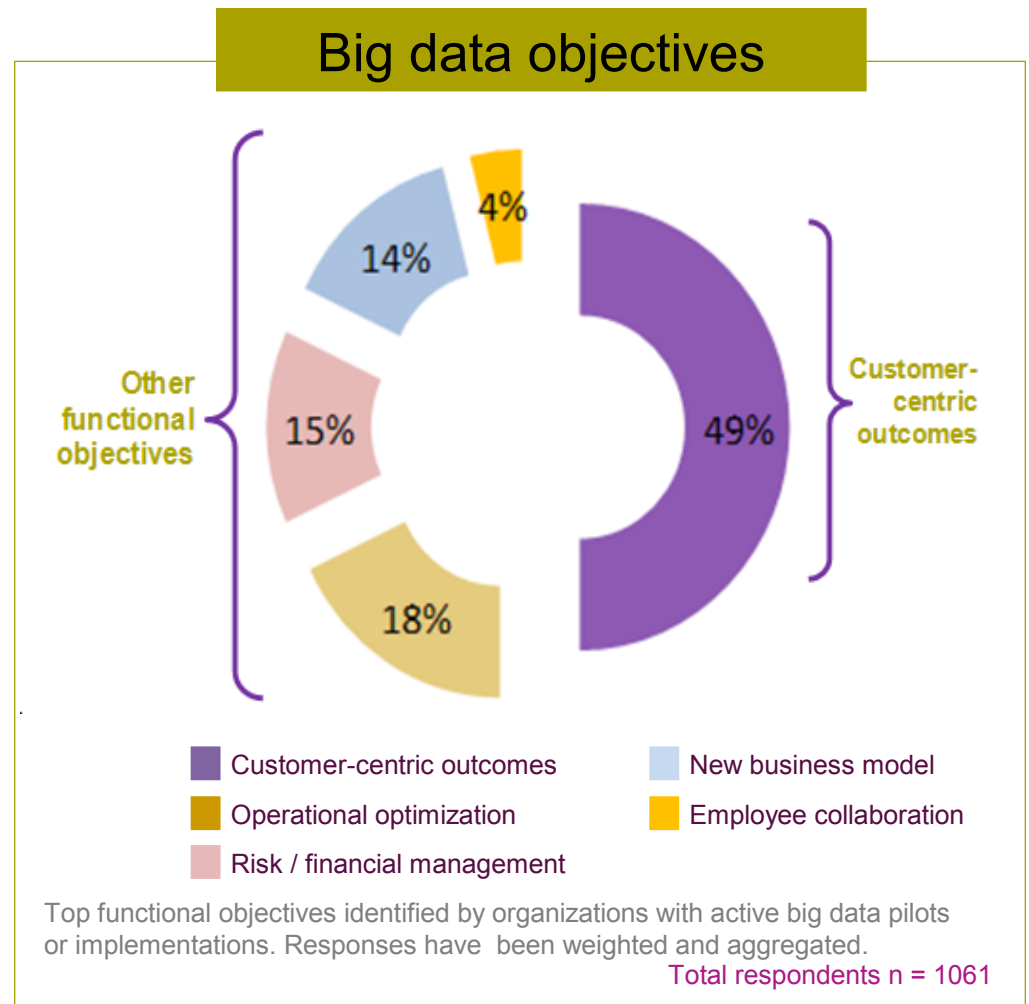 Big data objectives
4%
14%
15%
18%
49%
Other
functional
objectives
Customer-
centric
outcomes
Customer-centric outcomes
New business model
Operational optimization
Employee collaboration
Risk / financial management
Top functional objectives identified by organizations with active big data pilots
or implementations. Responses have  been weighted and aggregated.
Total respondents n = 1061